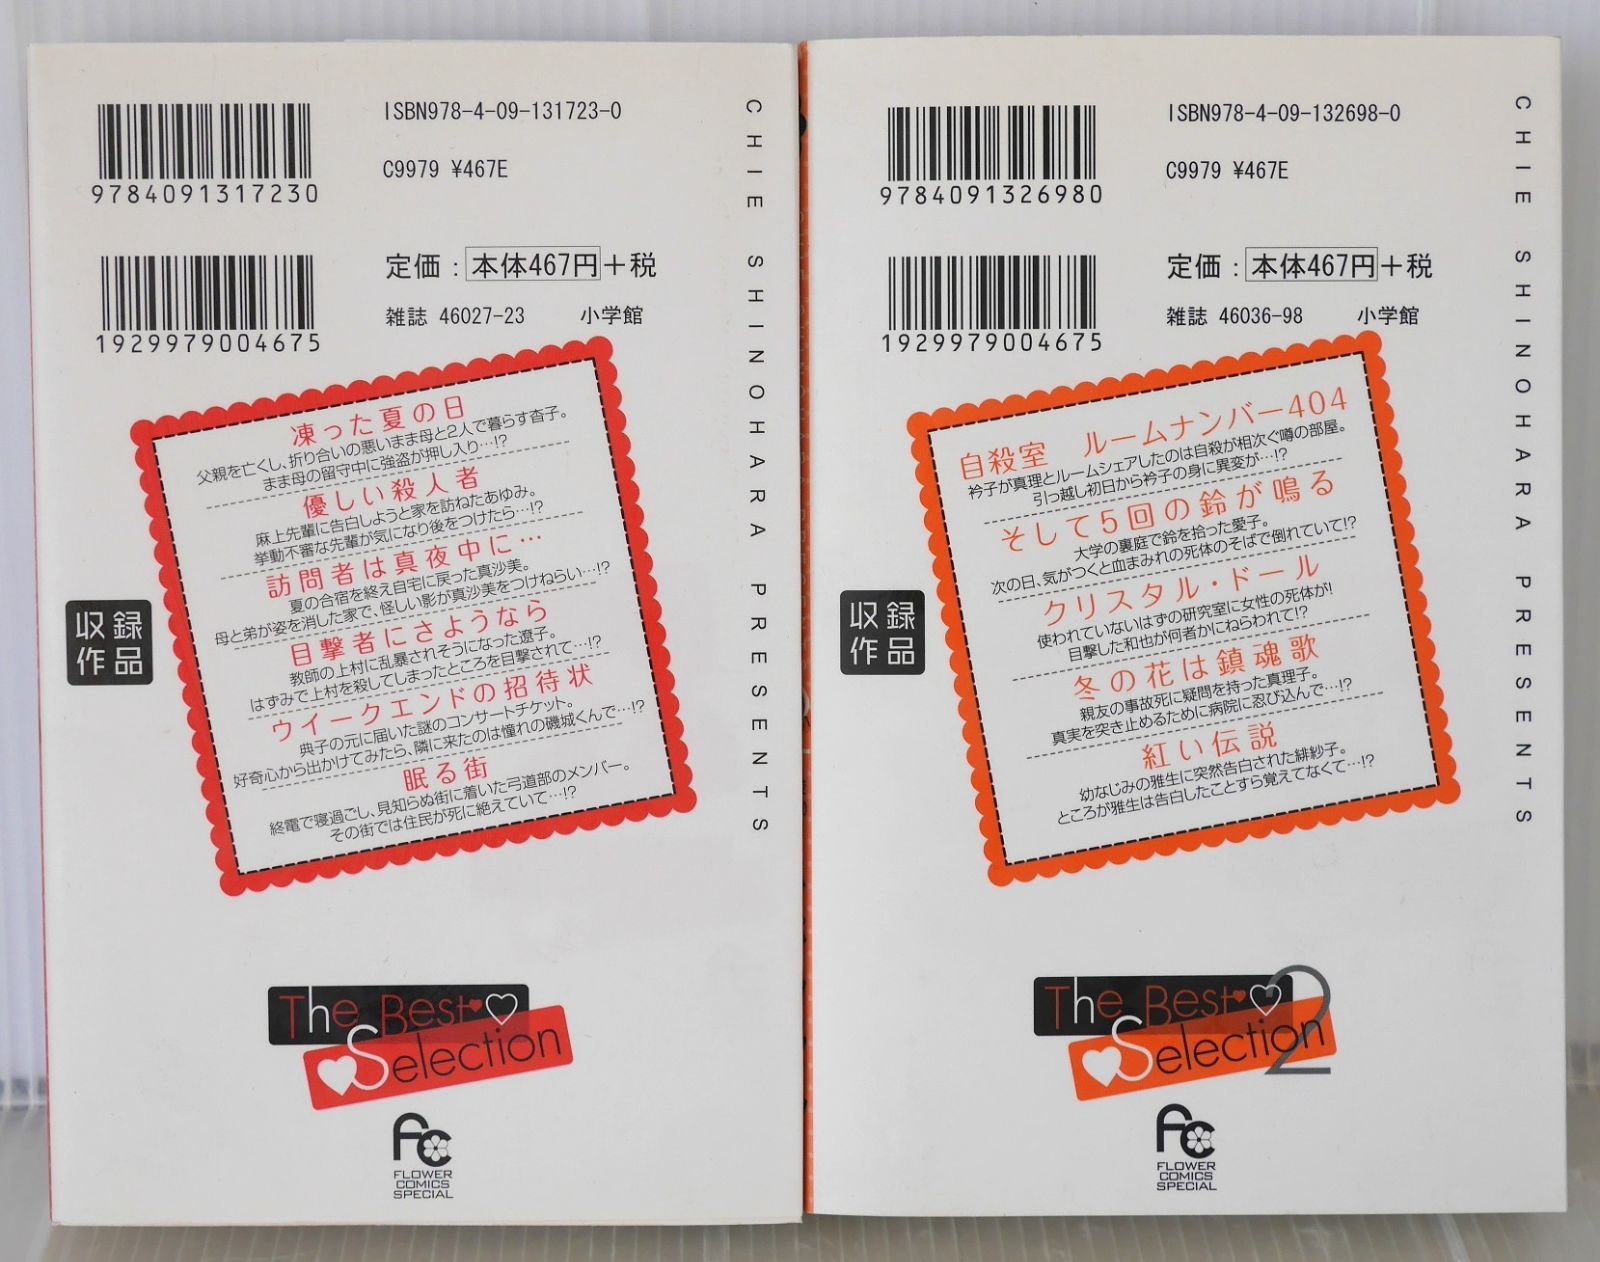 ISBN978-4-09-131723-0
C9979 ¥467E
9784091317230
定価：本体467円＋税
雑誌 46027-23 小学館
1929979004675
凍った夏の日
父親を亡くし、折り合いの悪いまま母と2人で暮らす杏子。
まま母の留守中に強盗が押し入り…!?
優しい殺人者
麻上先輩に告白しようと家を訪ねたあゆみ。
挙動不審な先輩が気になり後をつけたら…!?
訪問者は真夜中に…
夏の合宿を終え自宅に戻った真沙美。
母と弟が姿を消した家で、怪しい影が真沙美をつけねらい…!?
目撃者にさようなら
教師の上村に乱暴されそうになった遼子。
はずみで上村を殺してしまったところを目撃されて…!?
ウイークエンドの招待状
典子の元に届いた謎のコンサートチケット。
好奇心から出かけてみたら、隣に来たのは憧れの磯城くんで…!?
眠る街
終電で寝過ごし、見知らぬ街に着いた弓道部のメンバー。
その街では住民が死に絶えていて…!?
収録
作品
The Best
Selection
FC
FLOWER
COMICS
SPECIAL
CHIE SHINOHARA PRESENTS
ISBN978-4-09-132698-0
C9979 ¥467E
9784091326980
定価：本体467円＋税
雑誌 46036-98 小学館
1929979004675
自殺室 ルームナンバー404
衿子が真理とルームシェアしたのは自殺が相次ぐ噂の部屋。
引っ越し初日から衿子の身に異変が…!?
そして5回の鈴が鳴る
大学の裏庭で鈴を拾った愛子。
次の日、気がつくと血まみれの死体のそばで倒れていて!?
クリスタル・ドール
使われていないはずの研究室に女性の死体が!
目撃した和也が何者かにねらわれて!?
冬の花は鎮魂歌
親友の事故死に疑問を持った真理子。
真実を突き止めるために病院に忍び込んで…!?
紅い伝説
幼なじみの雅生に突然告白された緋紗子。
ところが雅生は告白したことすら覚えてなくて…!?
収録
作品
The Best
Selection
2
FC
FLOWER
COMICS
SPECIAL
CHIE SHINOHARA PRESENTS